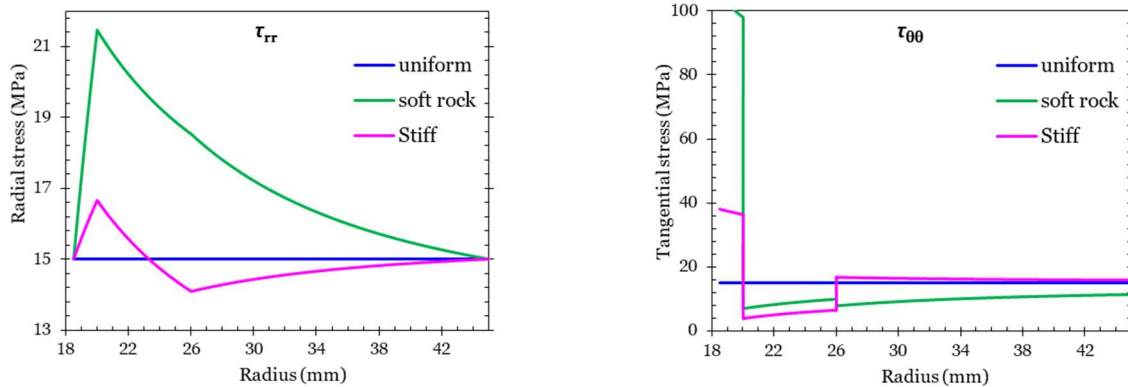 τrr
uniform
soft rock
Stiff
Radial stress (MPa)
21
19
17
15
13
18 22 26 30 34 38 42
Radius (mm)
τθθ
uniform
soft rock
Stiff
Tangential stress (MPa)
100
80
60
40
20
0
18 22 26 30 34 38 42
Radius (mm)